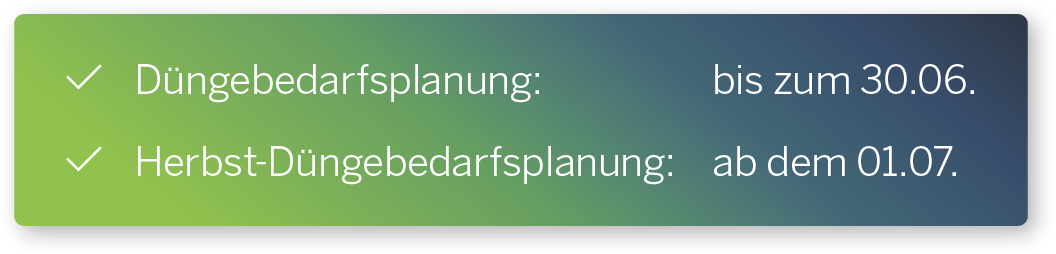 Düngebedarfsplanung: bis zum 30.06.
Herbst-Düngebedarfsplanung: ab dem 01.07.